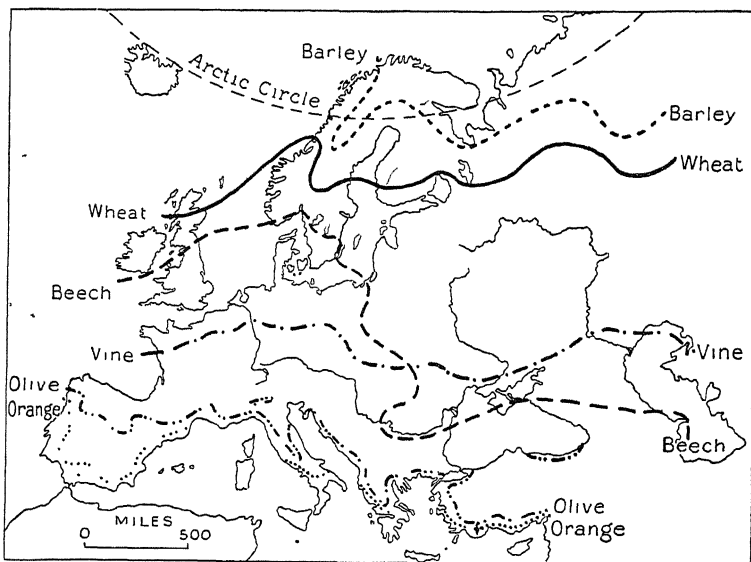 Barley
Arctic Circle
Barley
Wheat
Wheat
Beech
Vine
Vine
Olive
Orange
Beech
MILES
0 500
Olive
Orange